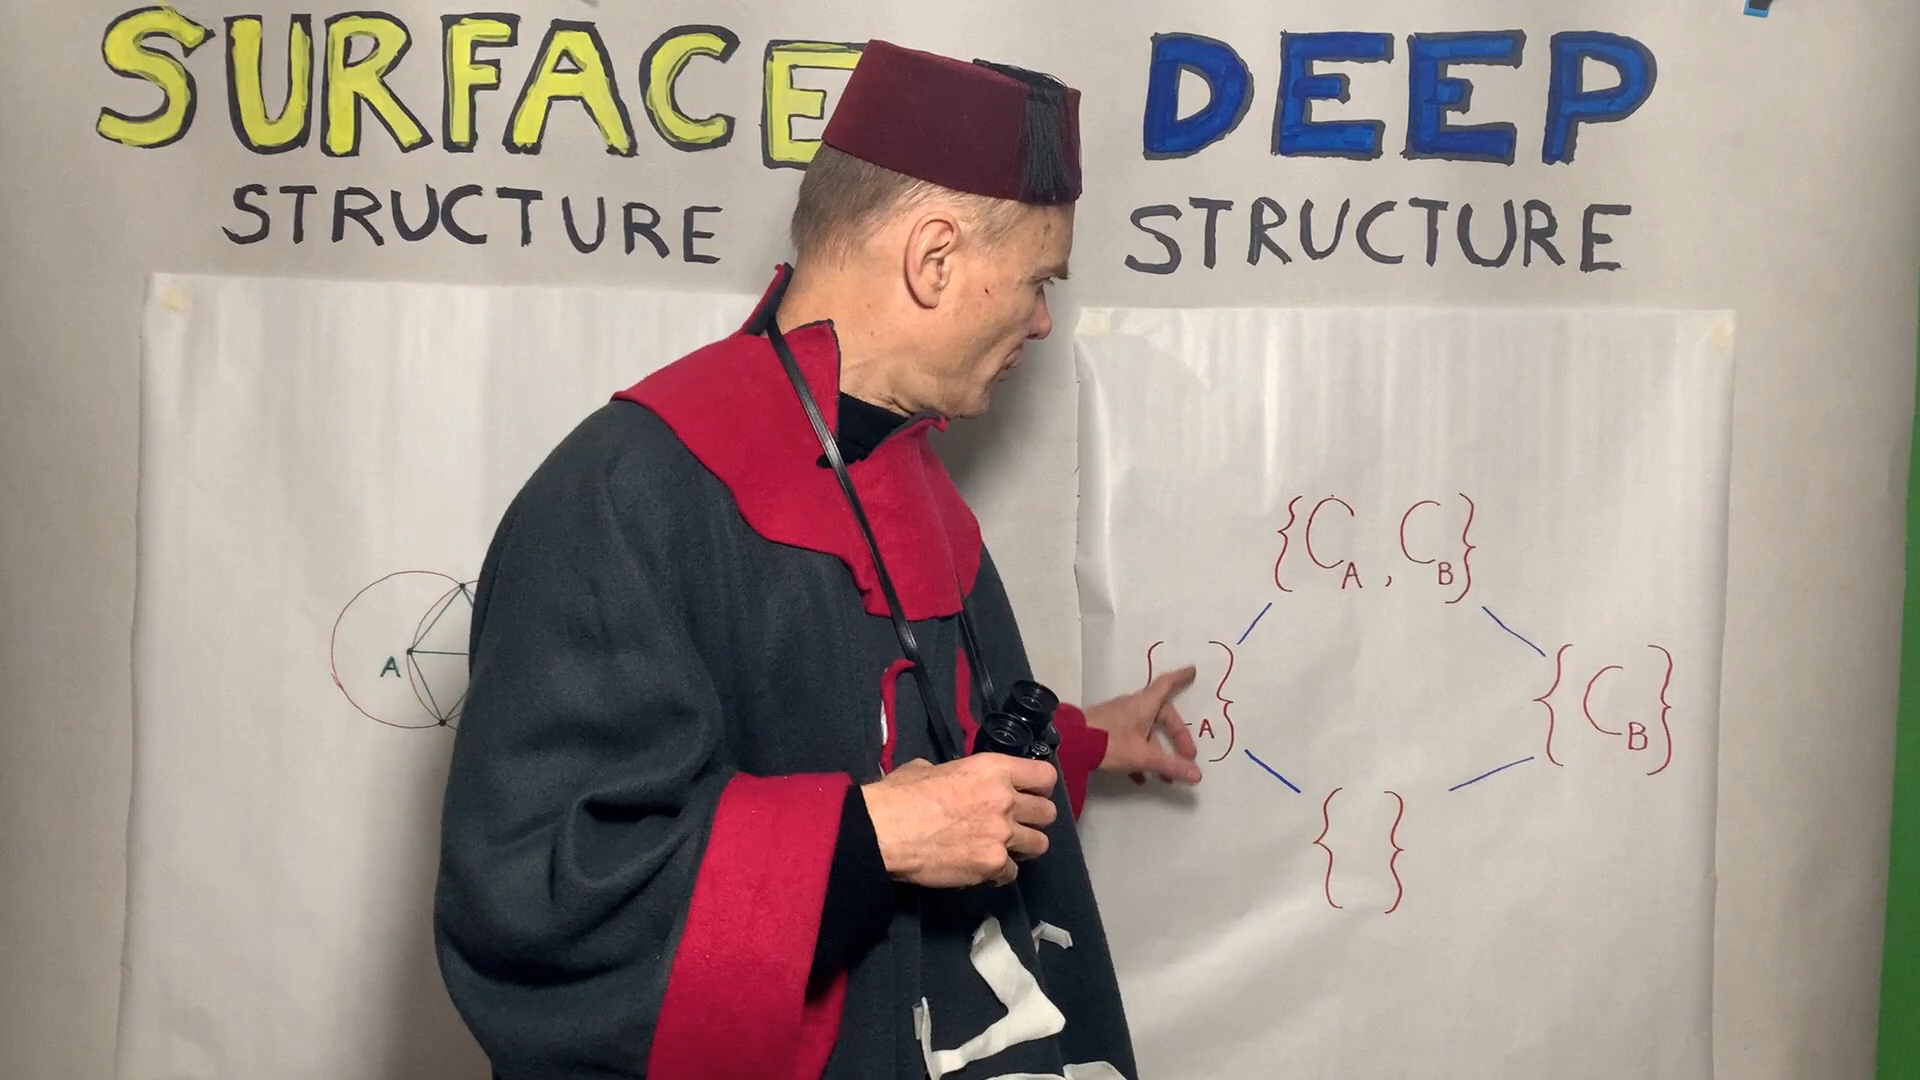 SURFACE
STRUCTURE
A
DEEP
STRUCTURE
{C_A, C_B}
A}
{C_B}
{ }